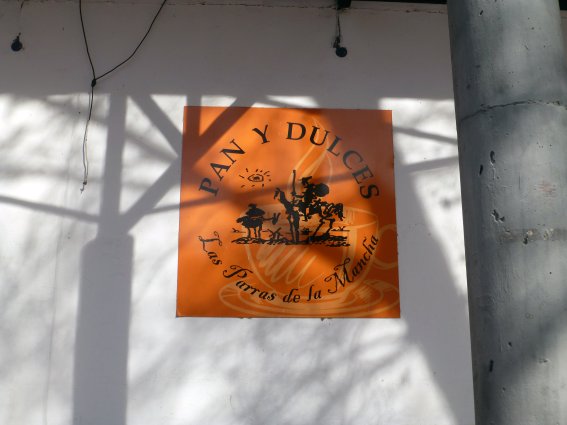 PAN Y DULCES
Las Parras de la Mancha